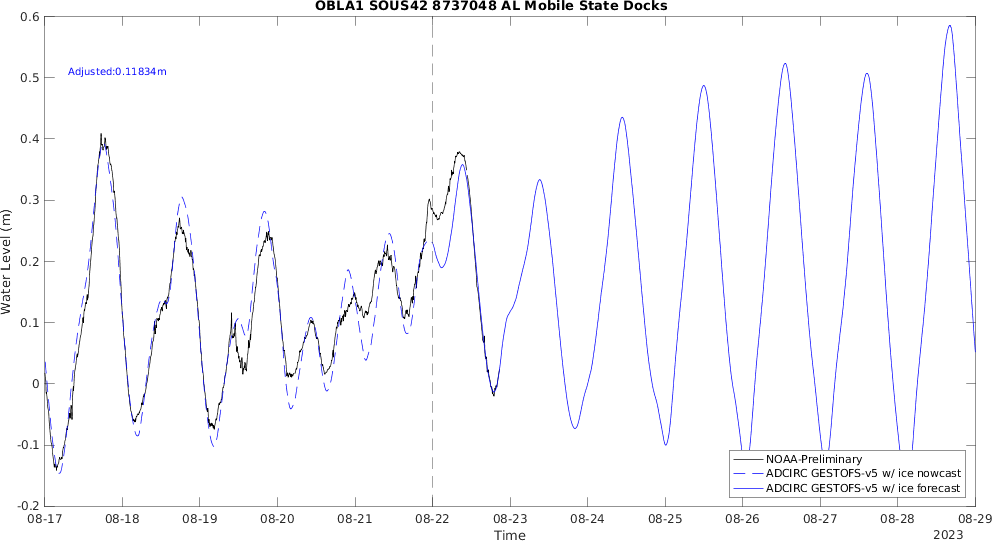 OBLA1 SOUS42 8737048 AL Mobile State Docks
Adjusted:0.11834m
Water Level (m)
0.6
0.5
0.4
0.3
0.2
0.1
0
-0.1
-0.2
NOAA-Preliminary
ADCIRC GESTOFS-v5 w/ ice nowcast
ADCIRC GESTOFS-v5 w/ ice forecast
08-17 08-18 08-19 08-20 08-21 08-22 08-23 08-24 08-25 08-26 08-27 08-28 08-29
Time
2023